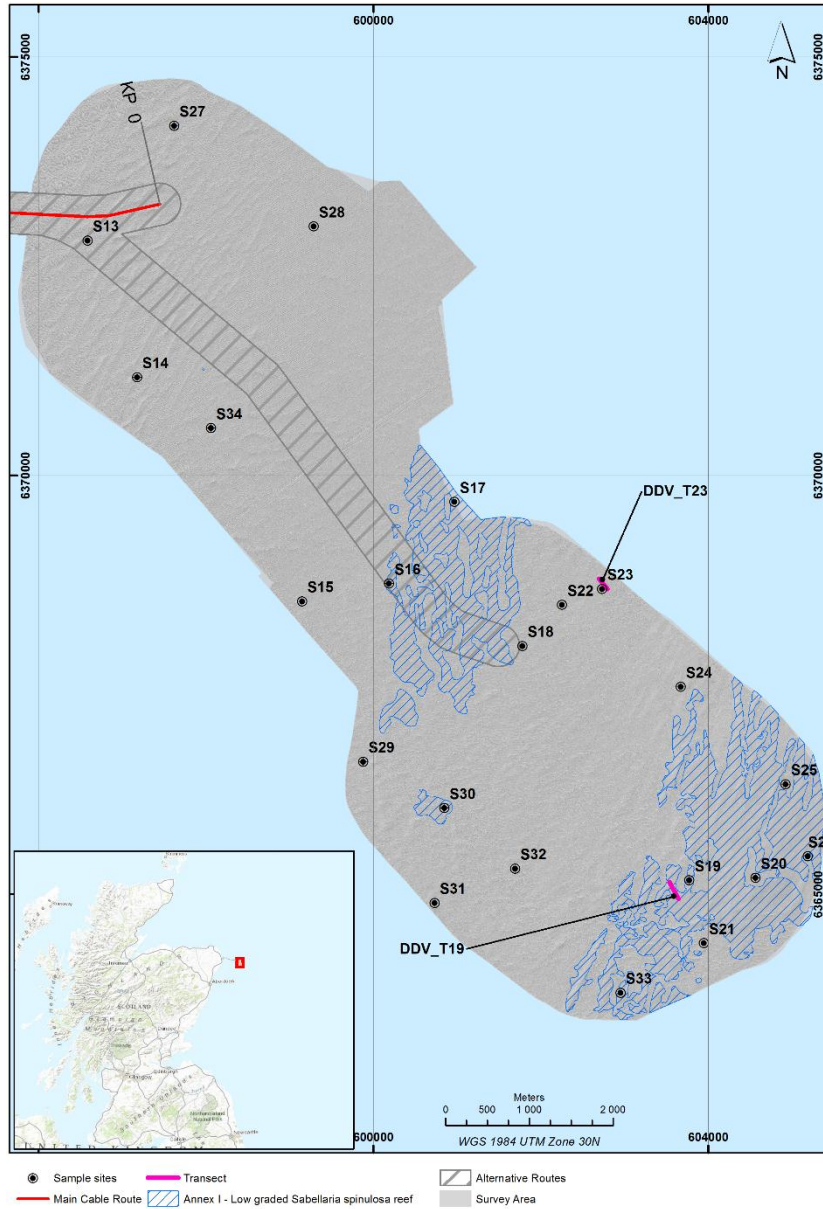 600000
604000
6375000
6375000
N
KP 0
S27
S28
S13
S14
S34
6370000
6370000
S17
DDV_T23
S16
S23
S15
S22
S18
S24
S29
S25
S30
S2
S32
S19
S20
6365000
6365000
S31
DDV_T19
S21
S33
SCOTLAND
Meters
0 500 1 000 2 000
WGS 1984 UTM Zone 30N
600000
604000
Sample sites
Transect
Alternative Routes
Main Cable Route
Annex I - Low graded Sabellaria spinulosa reef
Survey Area